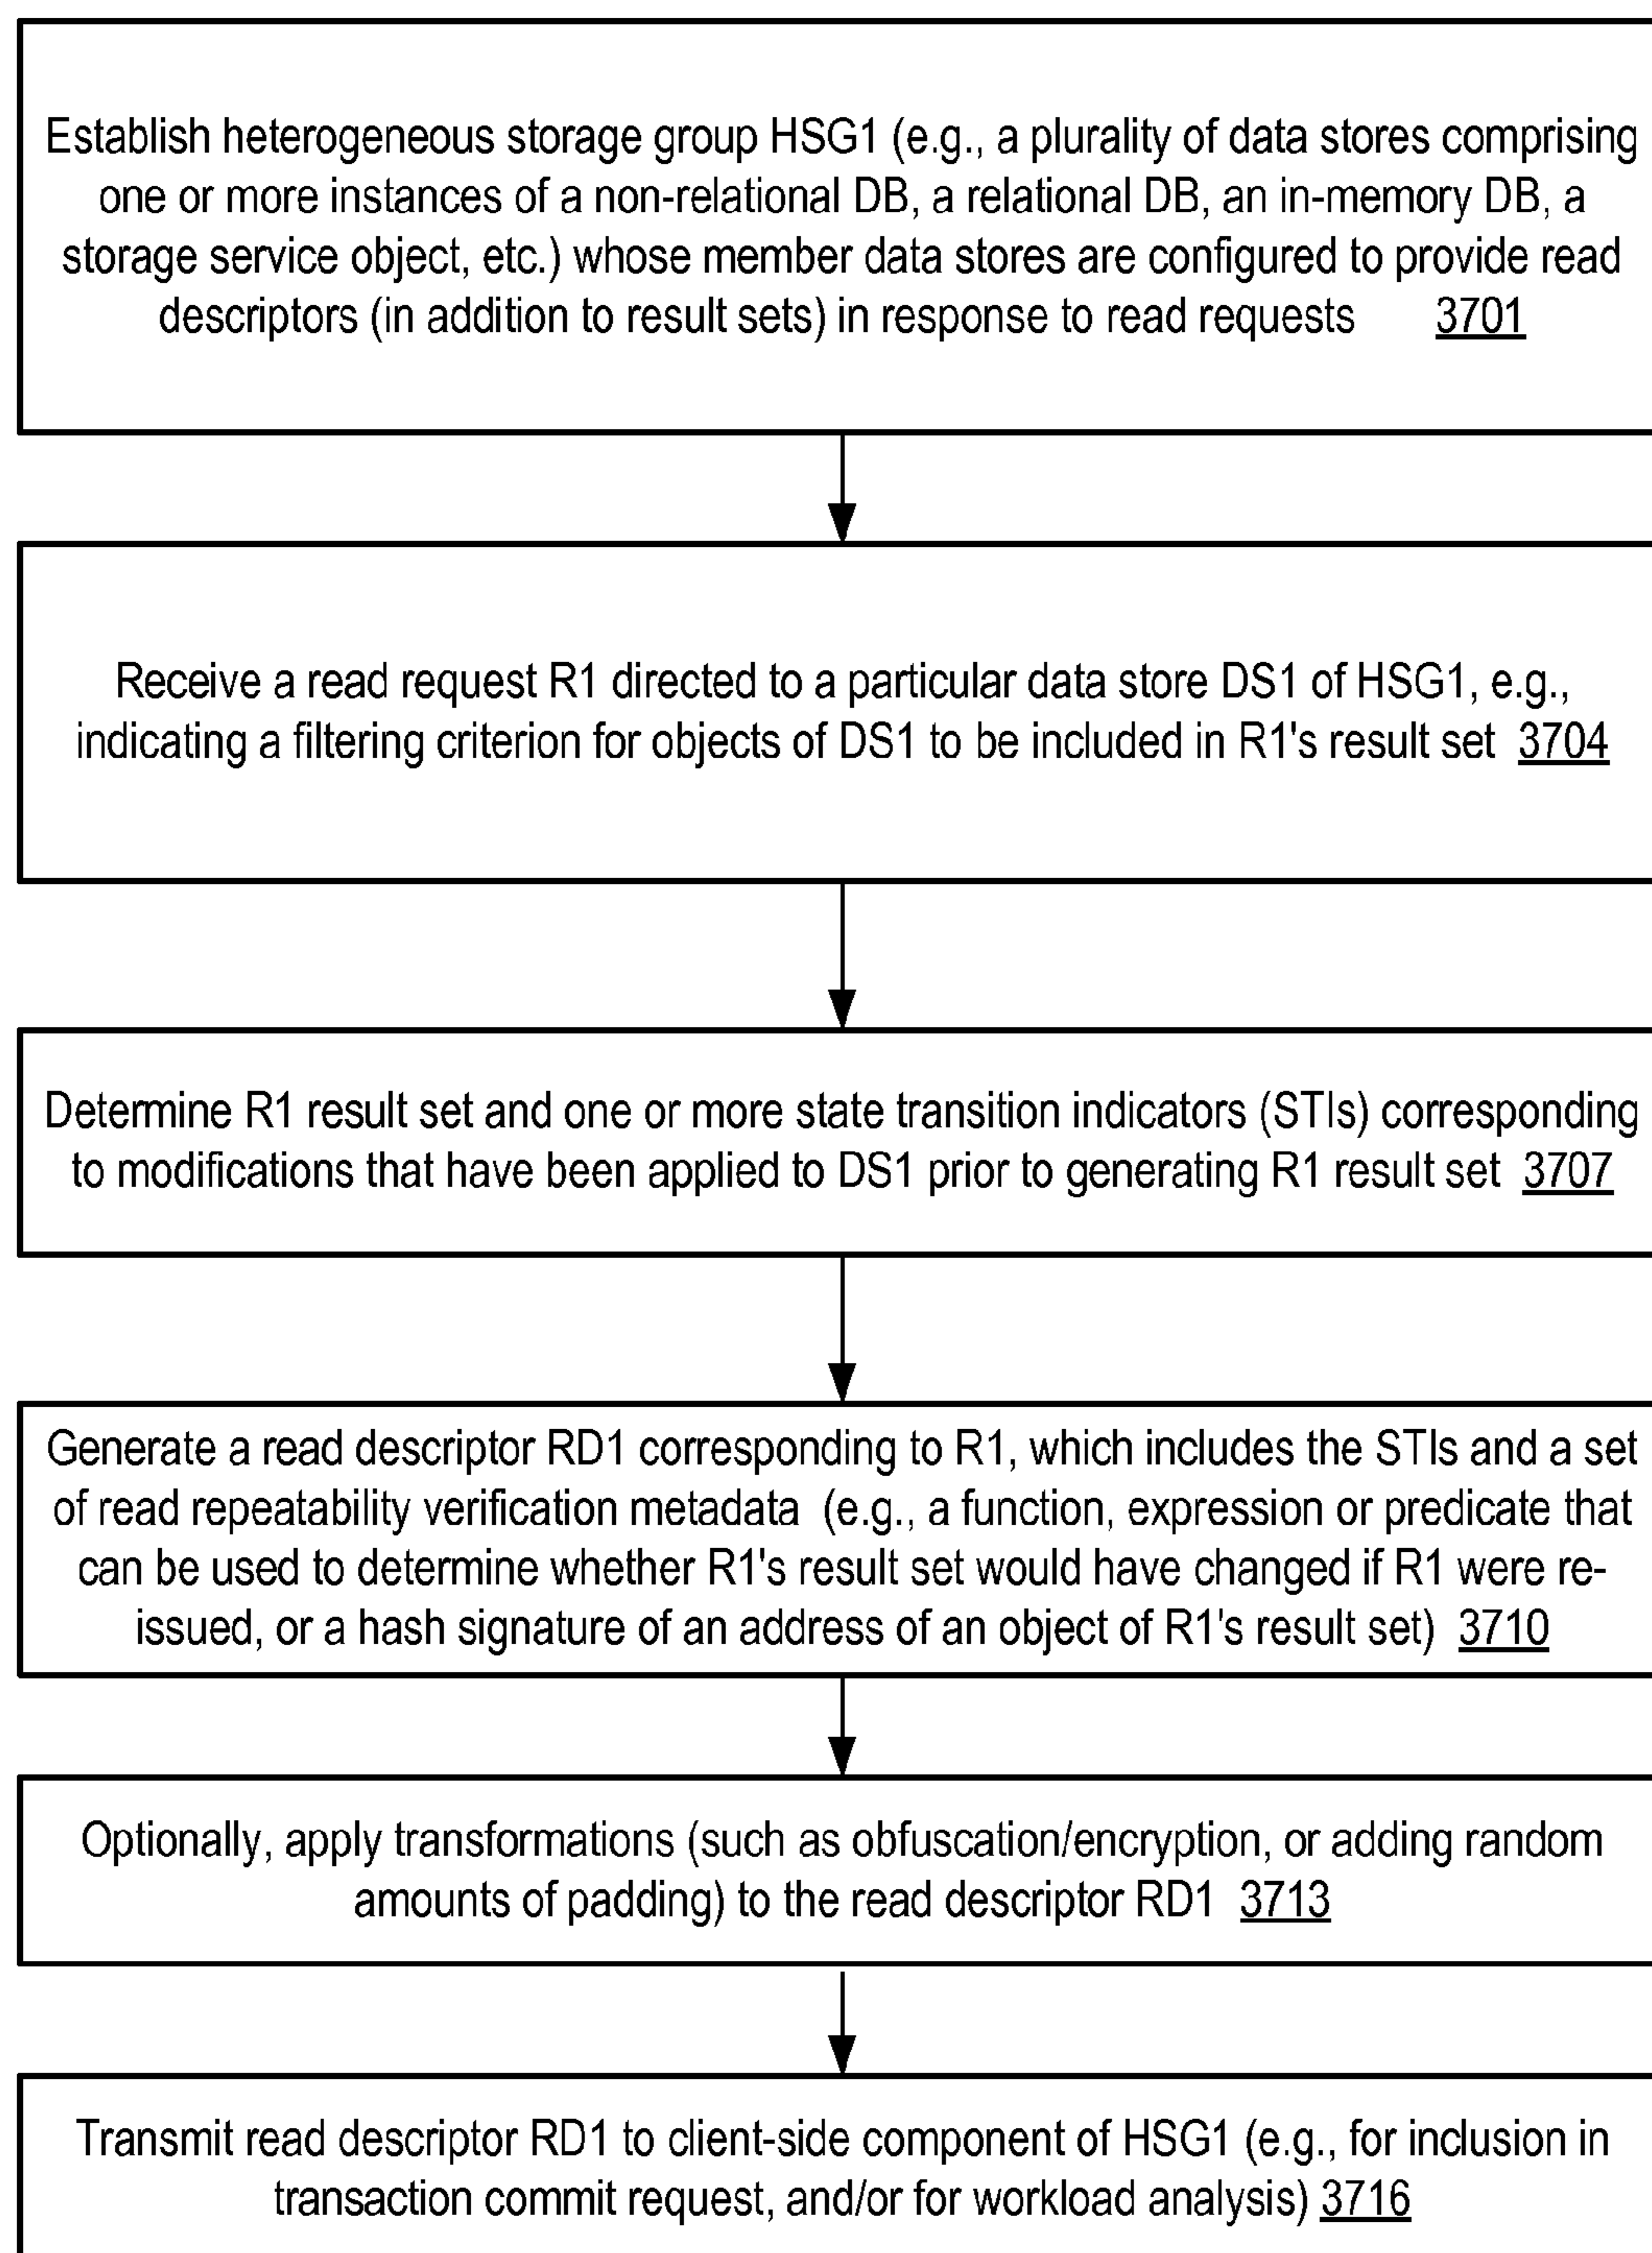 Establish heterogeneous storage group HSG1 (e.g., a plurality of data stores comprising
one or more instances of a non-relational DB, a relational DB, an in-memory DB, a
storage service object, etc.) whose member data stores are configured to provide read
descriptors (in addition to result sets) in response to read requests 3701
Receive a read request R1 directed to a particular data store DS1 of HSG1, e.g.,
indicating a filtering criterion for objects of DS1 to be included in R1's result set 3704
Determine R1 result set and one or more state transition indicators (STIs) corresponding
to modifications that have been applied to DS1 prior to generating R1 result set 3707
Generate a read descriptor RD1 corresponding to R1, which includes the STIs and a set
of read repeatability verification metadata (e.g., a function, expression or predicate that
can be used to determine whether R1's result set would have changed if R1 were re-
issued, or a hash signature of an address of an object of R1's result set) 3710
Optionally, apply transformations (such as obfuscation/encryption, or adding random
amounts of padding) to the read descriptor RD1 3713
Transmit read descriptor RD1 to client-side component of HSG1 (e.g., for inclusion in
transaction commit request, and/or for workload analysis) 3716